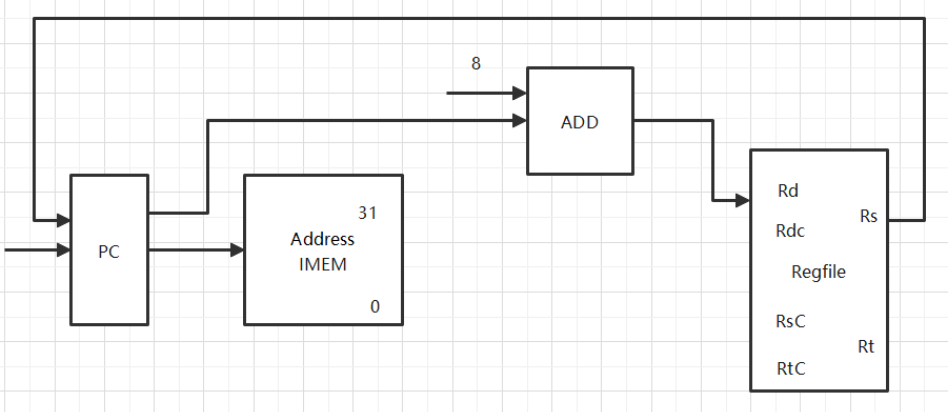 8
ADD
PC
31
Address
IMEM
0
Rd
Rs
Rdc
Regfile
RsC
Rt
RtC